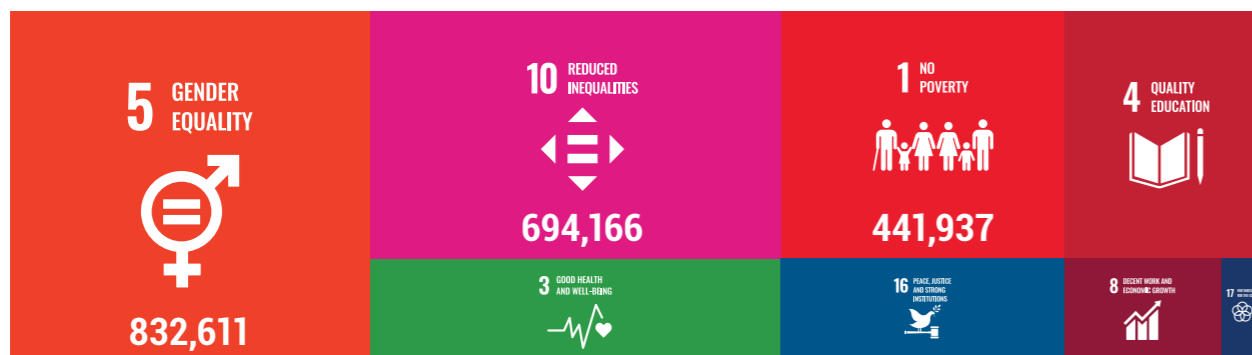 5 GENDER
EQUALITY
832,611
10 REDUCED
INEQUALITIES
694,166
1 NO
POVERTY
441,937
4 QUALITY
EDUCATION
3 GOOD HEALTH
AND WELL-BEING
16 PEACE, JUSTICE
AND STRONG
INSTITUTIONS
8 DECENT WORK AND
ECONOMIC GROWTH
17